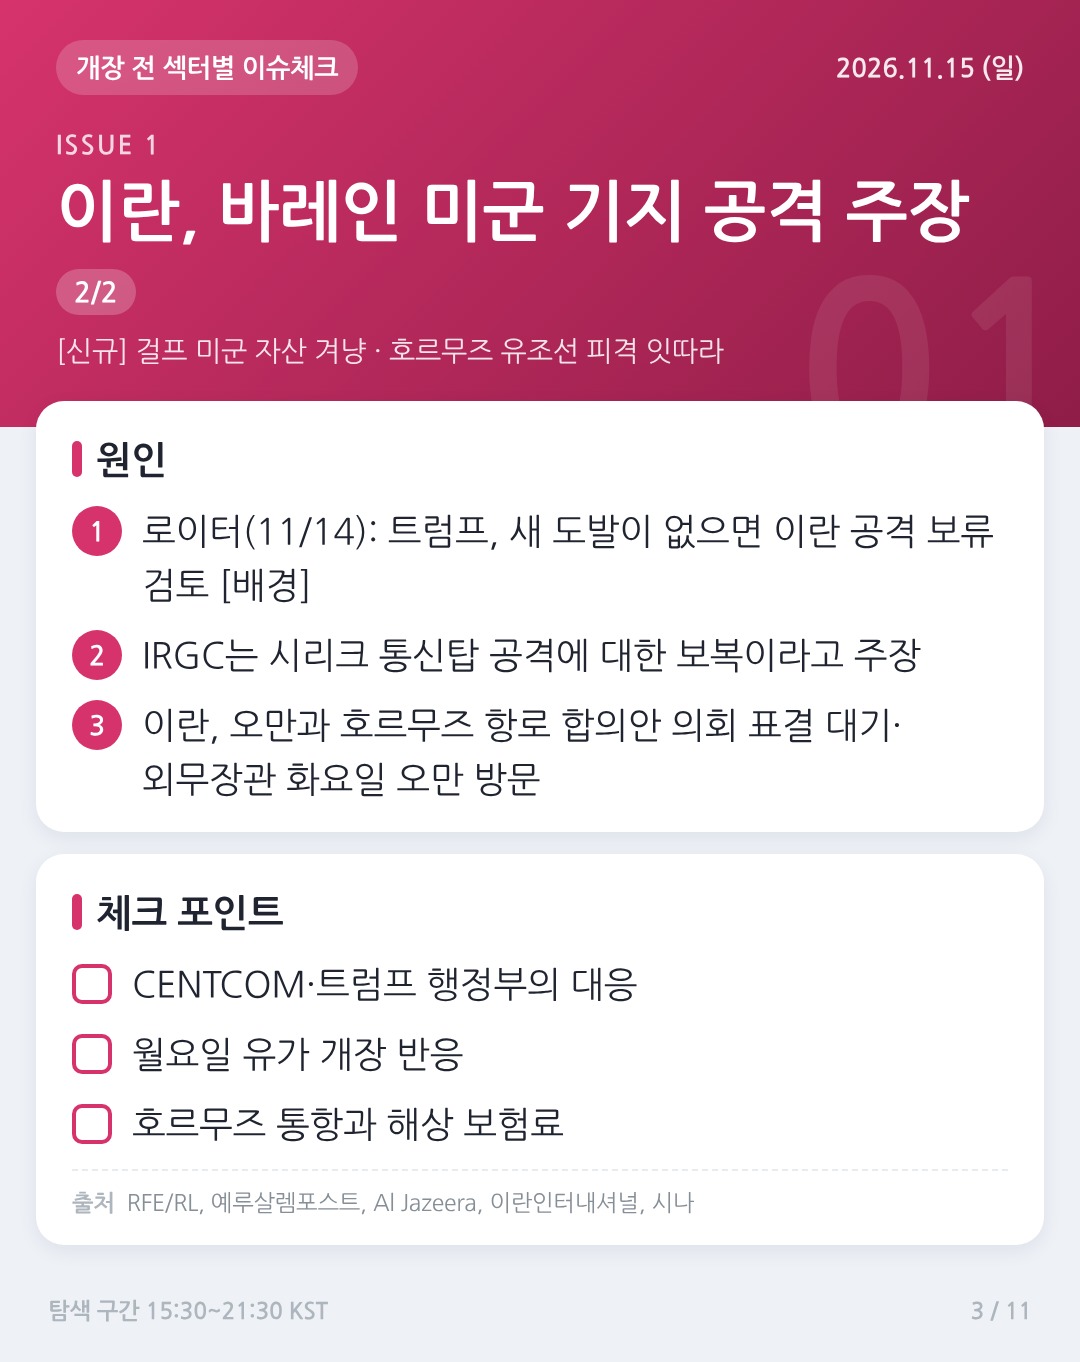 개장 전 섹터별 이슈체크
2026.11.15 (일)
ISSUE 1
이란, 바레인 미군 기지 공격 주장
2/2
[신규] 걸프 미군 자산 겨냥 · 호르무즈 유조선 피격 잇따라
01
원인
1 로이터(11/14): 트럼프, 새 도발이 없으면 이란 공격 보류
검토 [배경]
2 IRGC는 시리크 통신탑 공격에 대한 보복이라고 주장
3 이란, 오만과 호르무즈 항로 합의안 의회 표결 대기·
외무장관 화요일 오만 방문
체크 포인트
CENTCOM·트럼프 행정부의 대응
월요일 유가 개장 반응
호르무즈 통항과 해상 보험료
출처 RFE/RL, 예루살렘포스트, Al Jazeera, 이란인터내셔널, 시나
탐색 구간 15:30~21:30 KST
3 / 11